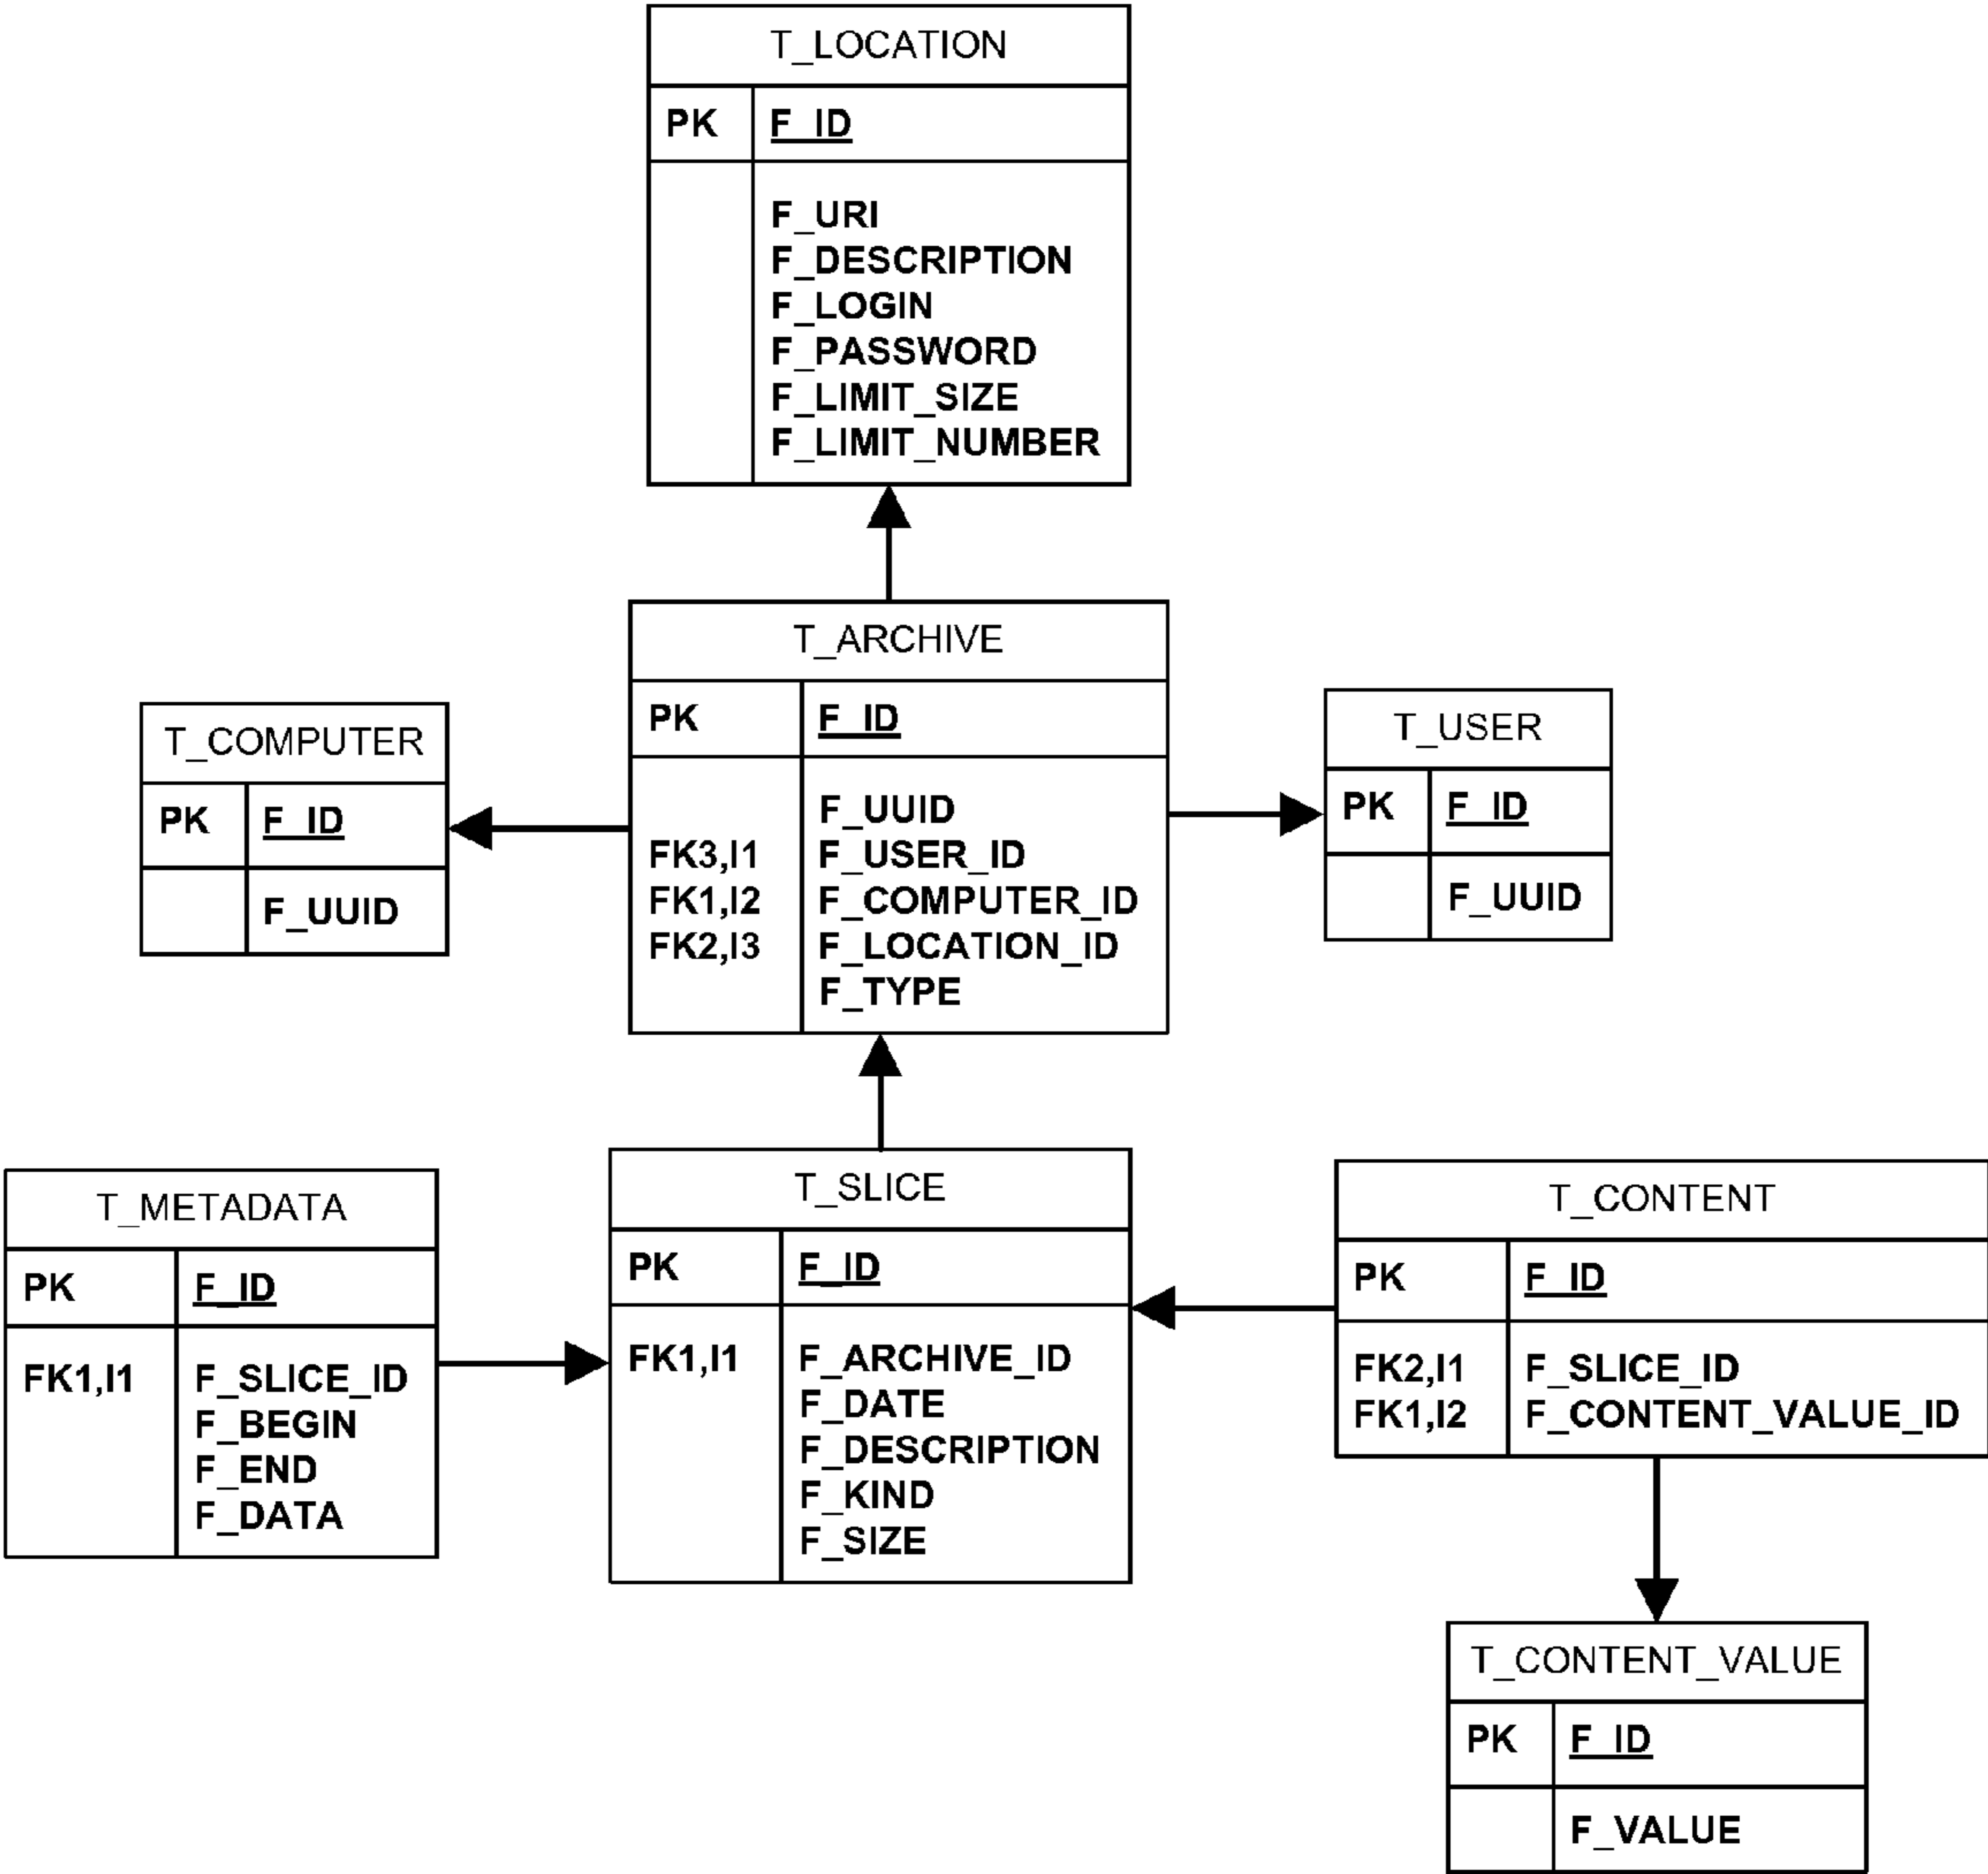 T_LOCATION
PK F_ID
F_URI
F_DESCRIPTION
F_LOGIN
F_PASSWORD
F_LIMIT_SIZE
F_LIMIT_NUMBER
T_ARCHIVE
PK F_ID
F_UUID
FK3,I1 F_USER_ID
FK1,I2 F_COMPUTER_ID
FK2,I3 F_LOCATION_ID
F_TYPE
T_COMPUTER
PK F_ID
F_UUID
T_USER
PK F_ID
F_UUID
T_METADATA
PK F_ID
FK1,I1 F_SLICE_ID
F_BEGIN
F_END
F_DATA
T_SLICE
PK F_ID
FK1,I1 F_ARCHIVE_ID
F_DATE
F_DESCRIPTION
F_KIND
F_SIZE
T_CONTENT
PK F_ID
FK2,I1 F_SLICE_ID
FK1,I2 F_CONTENT_VALUE_ID
T_CONTENT_VALUE
PK F_ID
F_VALUE